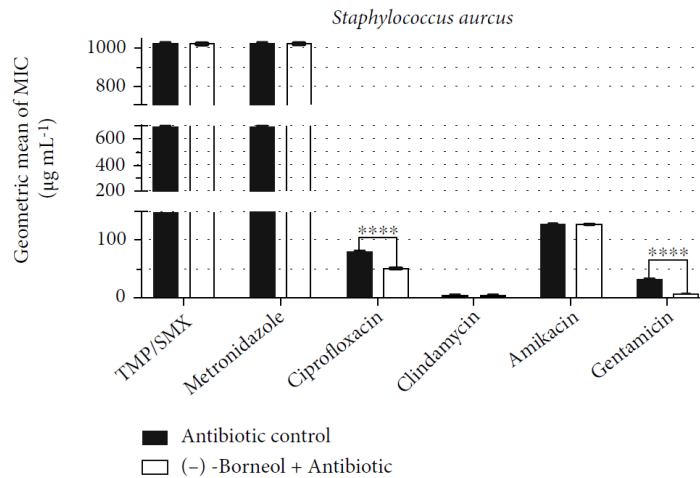 Staphylococcus aurcus
Geometric mean of MIC
(µg mL-1)
1000
800
600
400
200
100
0
****
****
TMP/SMX
Metronidazole
Ciprofloxacin
Clindamycin
Amikacin
Gentamicin
Antibiotic control
(−) -Borneol + Antibiotic